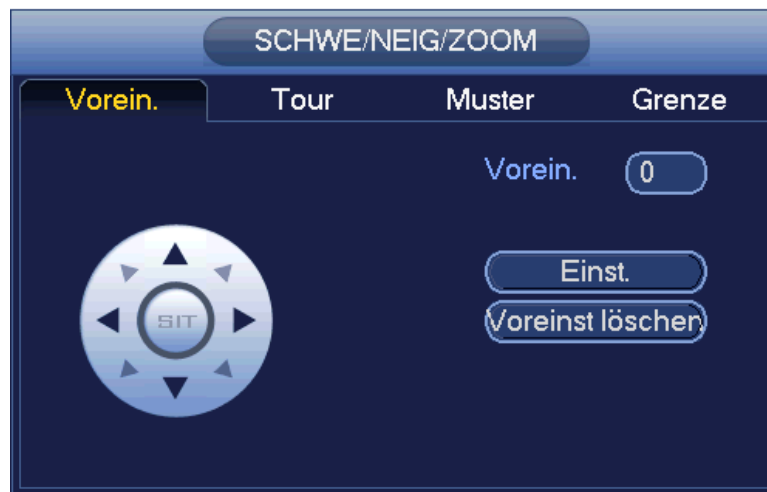 SCHWE/NEIG/ZOOM
Vorein. Tour Muster Grenze
Vorein. 0
SIT
Einst.
Voreinst löschen